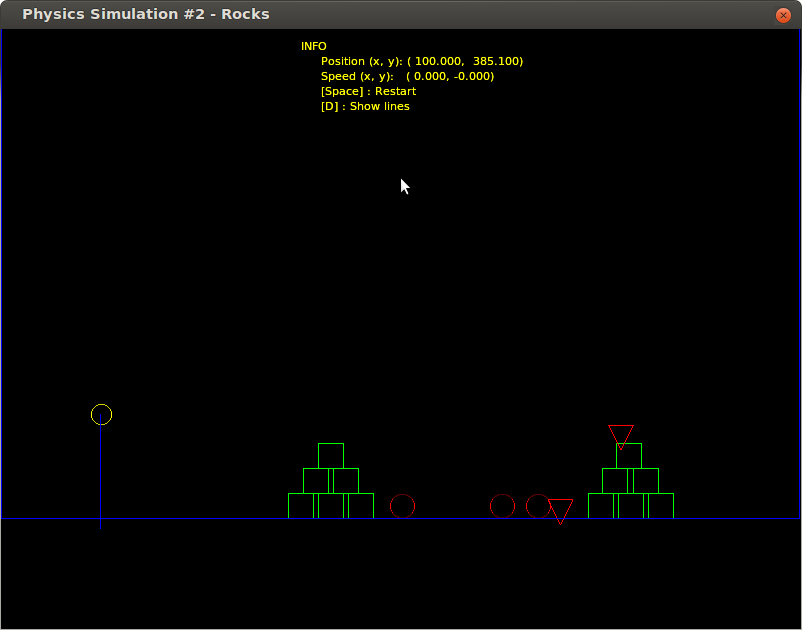 Physics Simulation #2 - Rocks
INFO
Position (x, y): ( 100.000, 385.100)
Speed (x, y): ( 0.000, -0.000)
[Space] : Restart
[D] : Show lines